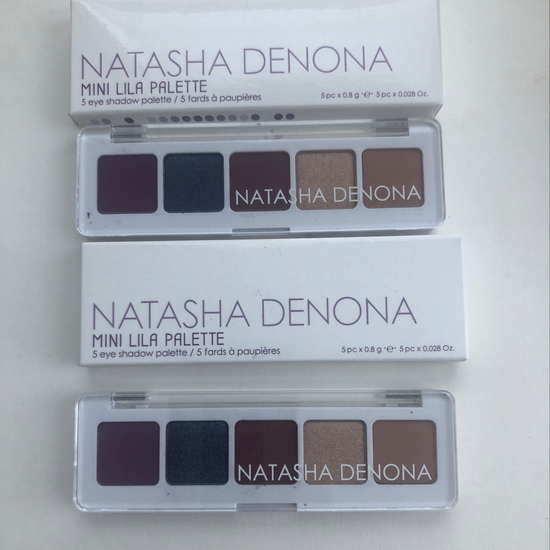 NATASHA DENONA
MINI LILA PALETTE
5 eye shadow palette / 5 fards à paupières
5 pc x 0.8 g ℮ 5 pc x 0.028 Oz.
NATASHA DENONA
NATASHA DENONA
MINI LILA PALETTE
5 eye shadow palette / 5 fards à paupières
5 pc x 0.8 g ℮ 5 pc x 0.028 Oz.
NATASHA DENONA